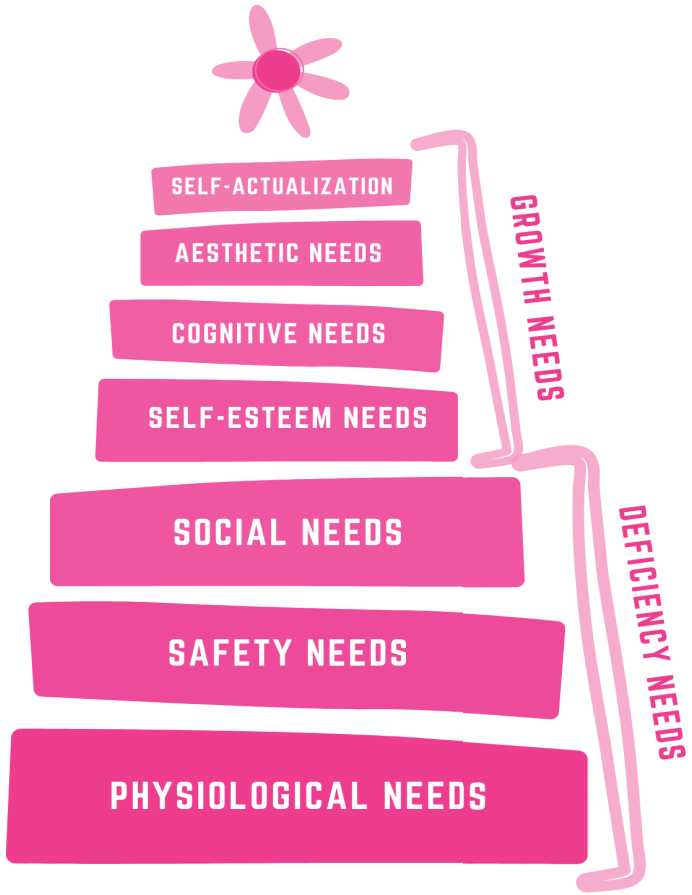 SELF-ACTUALIZATION
AESTHETIC NEEDS
COGNITIVE NEEDS
SELF-ESTEEM NEEDS
GROWTH NEEDS
SOCIAL NEEDS
SAFETY NEEDS
PHYSIOLOGICAL NEEDS
DEFICIENCY NEEDS